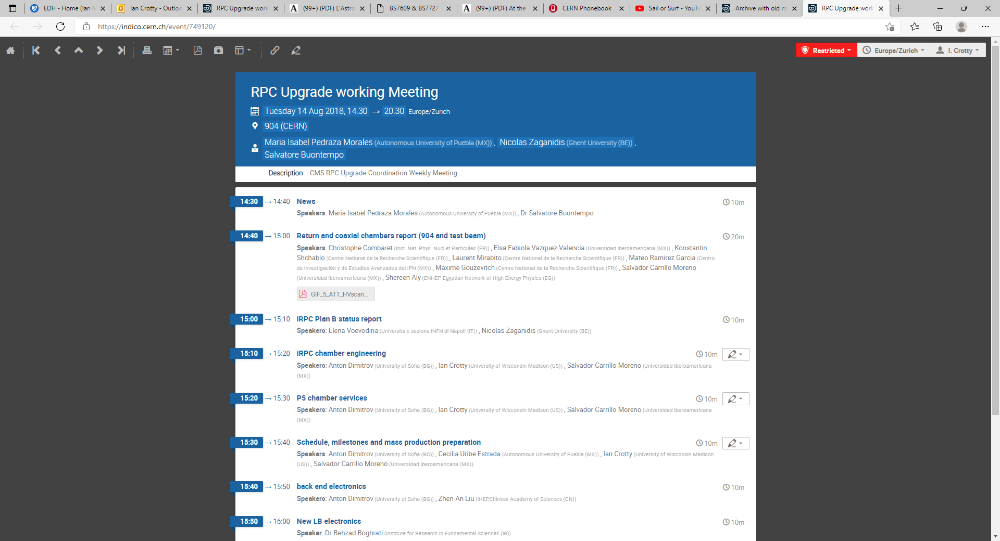 EDH - Home (Ian M
Ian Crotty - Outloo
RPC Upgrade work
(99+) (PDF) L'Astro
BS7609 & BS7727
(99+) (PDF) At the
CERN Phonebook
Sail or Surf - YouTu
Archive with old m
RPC Upgrade work
https://indico.cern.ch/event/749120/
Restricted
Europe/Zurich
I. Crotty
RPC Upgrade working Meeting
Tuesday 14 Aug 2018, 14:30 → 20:30 Europe/Zurich
904 (CERN)
Maria Isabel Pedraza Morales (Autonomous University of Puebla (MX)) , Nicolas Zaganidis (Ghent University (BE)) ,
Salvatore Buontempo
Description CMS RPC Upgrade Coordination Weekly Meeting
14:30 → 14:40 News 10m
Speakers: Maria Isabel Pedraza Morales (Autonomous University of Puebla (MX)) , Dr Salvatore Buontempo
14:40 → 15:00 Return and coaxial chambers report (904 and test beam) 20m
Speakers: Christophe Combaret (Inst. Nat. Phys. Nucl et Particules (FR)) , Elsa Fabiola Vazquez Valencia (Universidad Iberoamericana (MX)) , Konstantin
Shchablo (Centre National de la Recherche Scientifique (FR)) , Laurent Mirabito (Centre National de la Recherche Scientifique (FR)) , Mateo Ramirez Garcia (Centro
de Investigación y de Estudios Avanzados del IPN (MX)) , Maxime Gouzevitch (Centre National de la Recherche Scientifique (FR)) , Salvador Carrillo Moreno
(Universidad Iberoamericana (MX)) , Shereen Aly (ENHEP Egyptian Network of High Energy Physics (EG))
GIF_5_ATT_HVscan...
15:00 → 15:10 IRPC Plan B status report 10m
Speakers: Elena Voevodina (Universita e sezione INFN di Napoli (IT)) , Nicolas Zaganidis (Ghent University (BE))
15:10 → 15:20 IRPC chamber engineering 10m
Speakers: Anton Dimitrov (University of Sofia (BG)) , Ian Crotty (University of Wisconsin Madison (US)) , Salvador Carrillo Moreno (Universidad Iberoamericana
(MX))
15:20 → 15:30 P5 chamber services 10m
Speakers: Anton Dimitrov (University of Sofia (BG)) , Ian Crotty (University of Wisconsin Madison (US)) , Salvador Carrillo Moreno (Universidad Iberoamericana
(MX))
15:30 → 15:40 Schedule, milestones and mass production preparation 10m
Speakers: Anton Dimitrov (University of Sofia (BG)) , Cecilia Uribe Estrada (Autonomous University of Puebla (MX)) , Ian Crotty (University of Wisconsin Madison
(US)) , Salvador Carrillo Moreno (Universidad Iberoamericana (MX))
15:40 → 15:50 back end electronics 10m
Speakers: Anton Dimitrov (University of Sofia (BG)) , Zhen-An Liu (IHEP,Chinese Academy of Sciences (CN))
15:50 → 16:00 New LB electronics 10m
Speaker: Dr Behzad Boghrati (Institute for Research in Fundamental Sciences (IR))